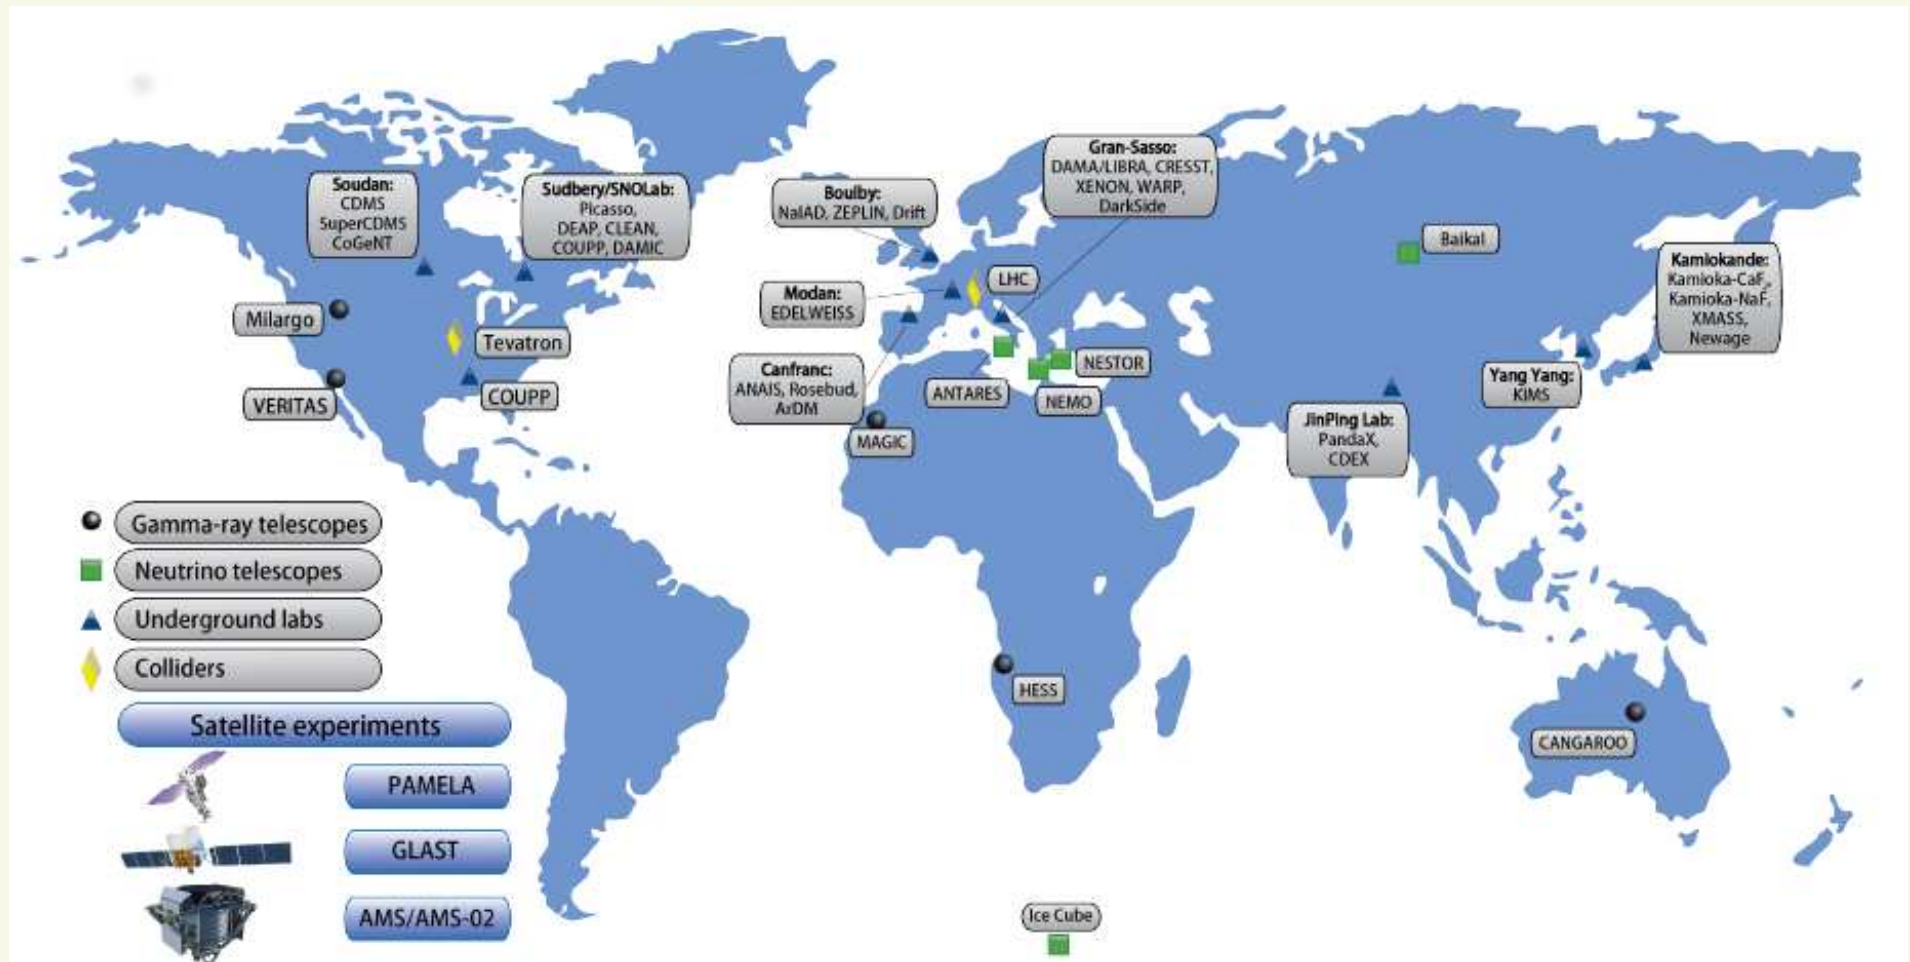 Soudan:
CDMS
SuperCDMS
CoGeNT
Sudbery/SNOLab:
Picasso,
DEAP, CLEAN,
COUPP, DAMIC
Boulby:
NaIAD, ZEPLIN, Drift
Gran-Sasso:
DAMA/LIBRA, CRESST,
XENON, WARP,
DarkSide
Baikal
Kamiokande:
Kamioka-CaF₂,
Kamioka-NaF,
XMASS,
Newage
Milargo
Tevatron
VERITAS
COUPP
Modan:
EDELWEISS
LHC
Canfranc:
ANAIS, Rosebud,
ArDM
ANTARES
NEMO
NESTOR
MAGIC
Yang Yang:
KIMS
JinPing Lab:
PandaX,
CDEX
HESS
CANGAROO
Ice Cube
Gamma-ray telescopes
Neutrino telescopes
Underground labs
Colliders
Satellite experiments
PAMELA
GLAST
AMS/AMS-02